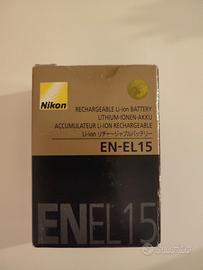 Nikon
RECHARGEABLE Li-ion BATTERY
LITHIUM-IONEN-AKKU
ACCUMULATEUR Li-ION RECHARGEABLE
Li-ion リチャージャブルバッテリー
EN-EL15
ENEL15
subito